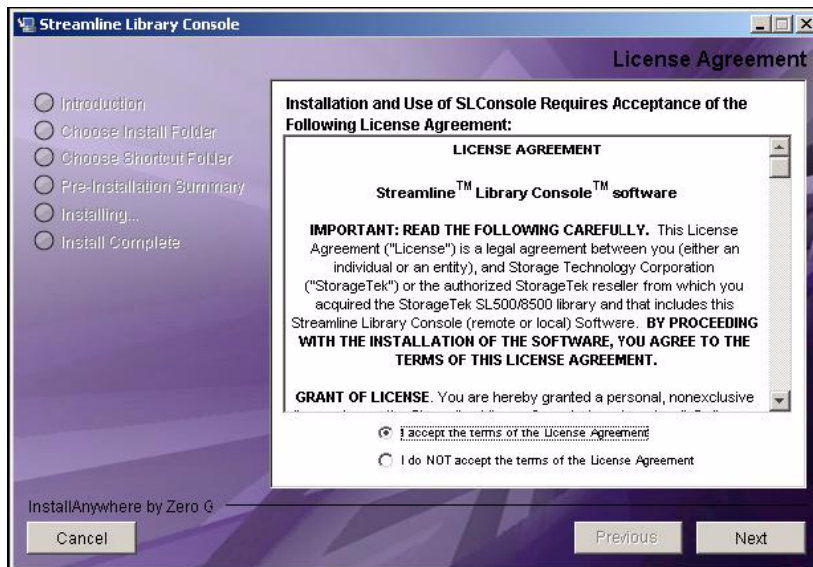 Streamline Library Console
License Agreement
Introduction
Choose Install Folder
Choose Shortcut Folder
Pre-Installation Summary
Installing...
Install Complete
Installation and Use of SLConsole Requires Acceptance of the
Following License Agreement:
LICENSE AGREEMENT
Streamline™ Library Console™ software
IMPORTANT: READ THE FOLLOWING CAREFULLY. This License
Agreement ("License") is a legal agreement between you (either an
individual or an entity), and Storage Technology Corporation
("StorageTek") or the authorized StorageTek reseller from which you
acquired the StorageTek SL500/8500 library and that includes this
Streamline Library Console (remote or local) Software. BY PROCEEDING
WITH THE INSTALLATION OF THE SOFTWARE, YOU AGREE TO THE
TERMS OF THIS LICENSE AGREEMENT.
GRANT OF LICENSE. You are hereby granted a personal, nonexclusive
I accept the terms of the License Agreement
I do NOT accept the terms of the License Agreement
InstallAnywhere by Zero G
Cancel
Previous
Next